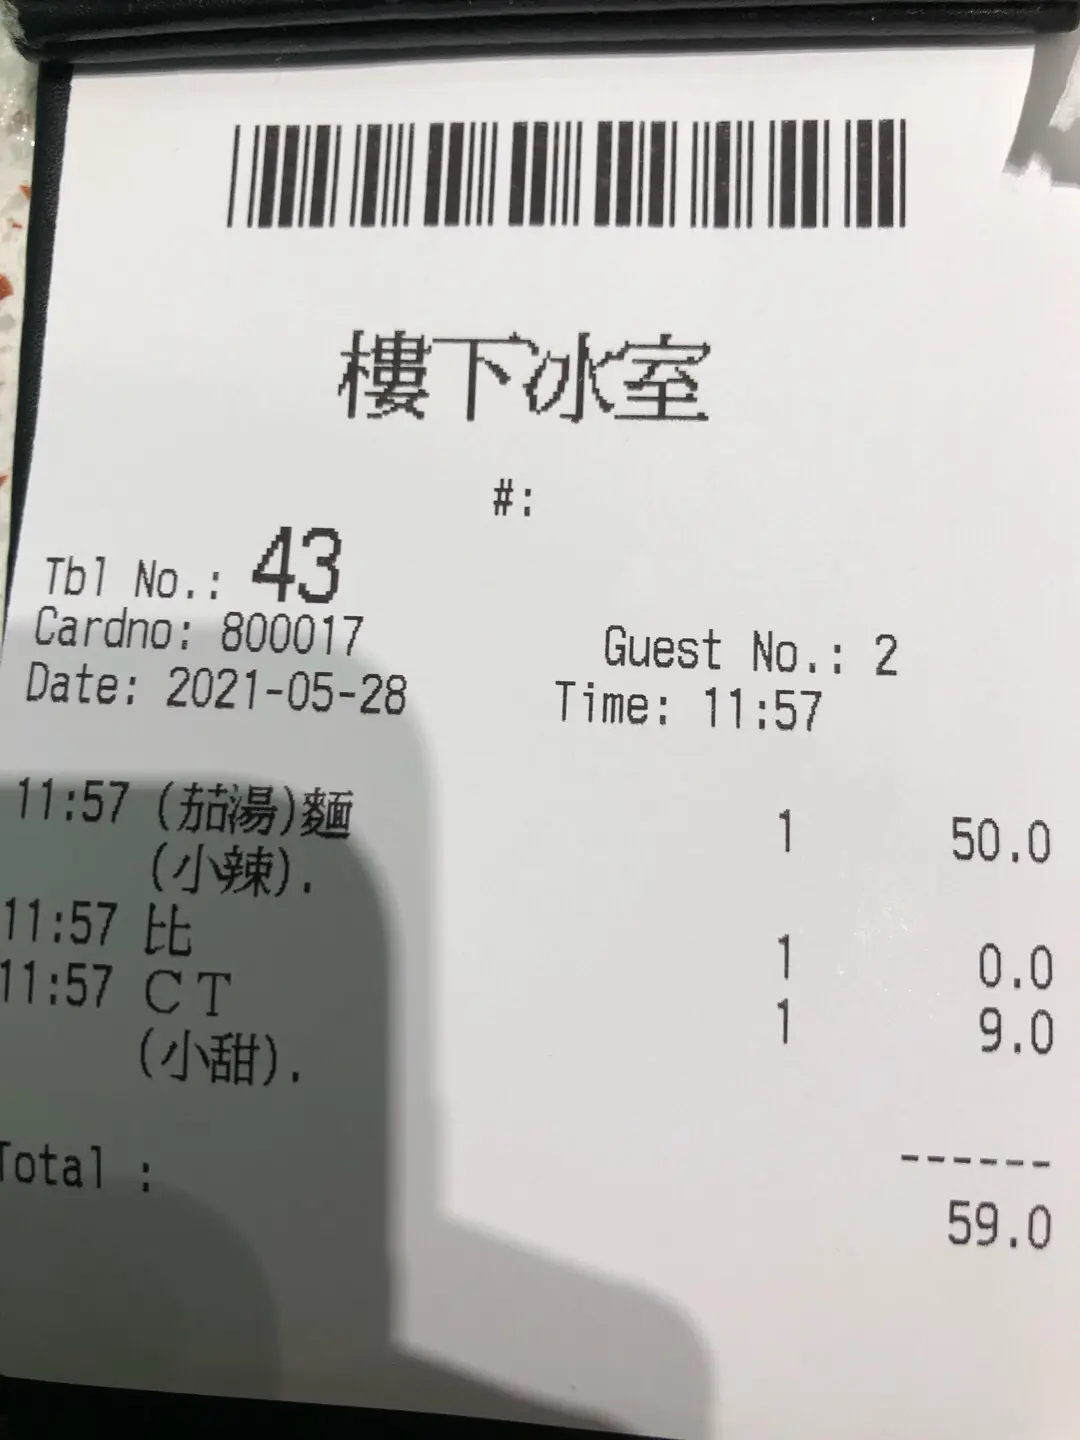 樓下冰室
#:
Tbl No.: 43
Cardno: 800017 Guest No.: 2
Date: 2021-05-28 Time: 11:57
11:57 (茄湯)麵 1 50.0
(小辣).
11:57 比 1 0.0
11:57 CT 1 9.0
(小甜).
------
Total : 59.0